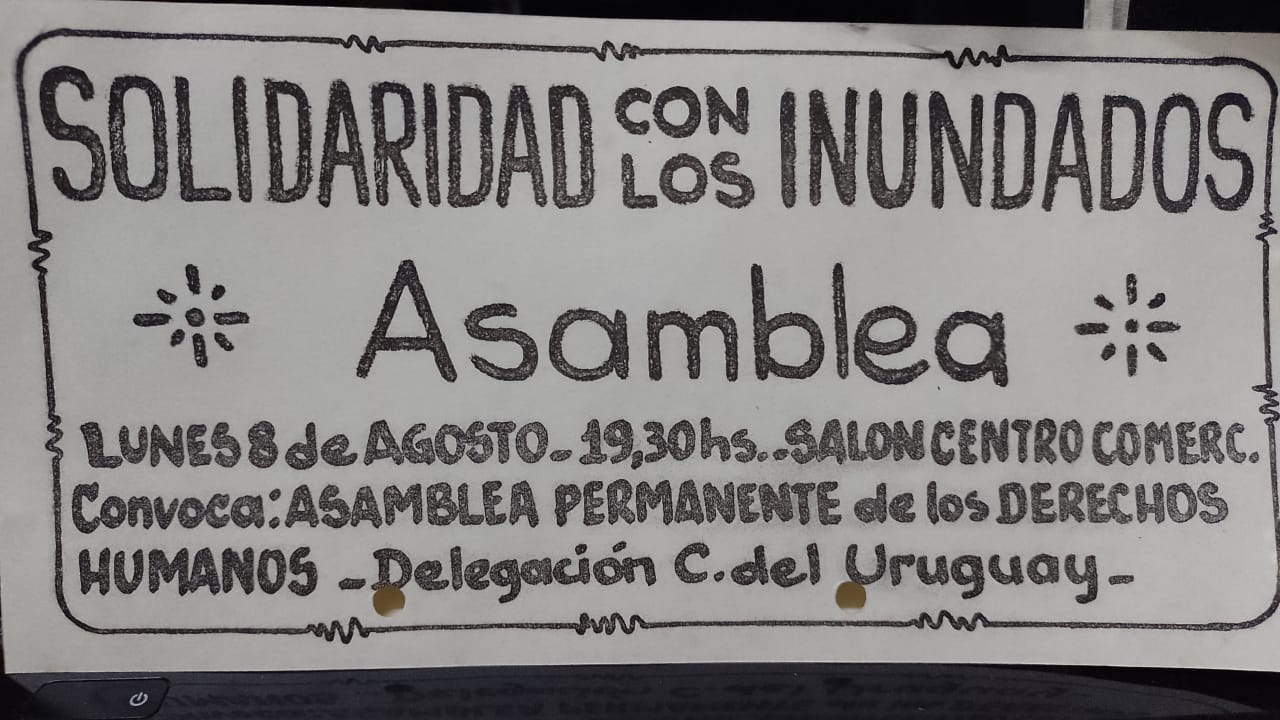 SOLIDARIDAD CON LOS INUNDADOS
Asamblea
LUNES 8 de AGOSTO_ 19,30 hs._SALON CENTRO COMERC.
Convoca: ASAMBLEA PERMANENTE de los DERECHOS
HUMANOS _Delegación C. del Uruguay_